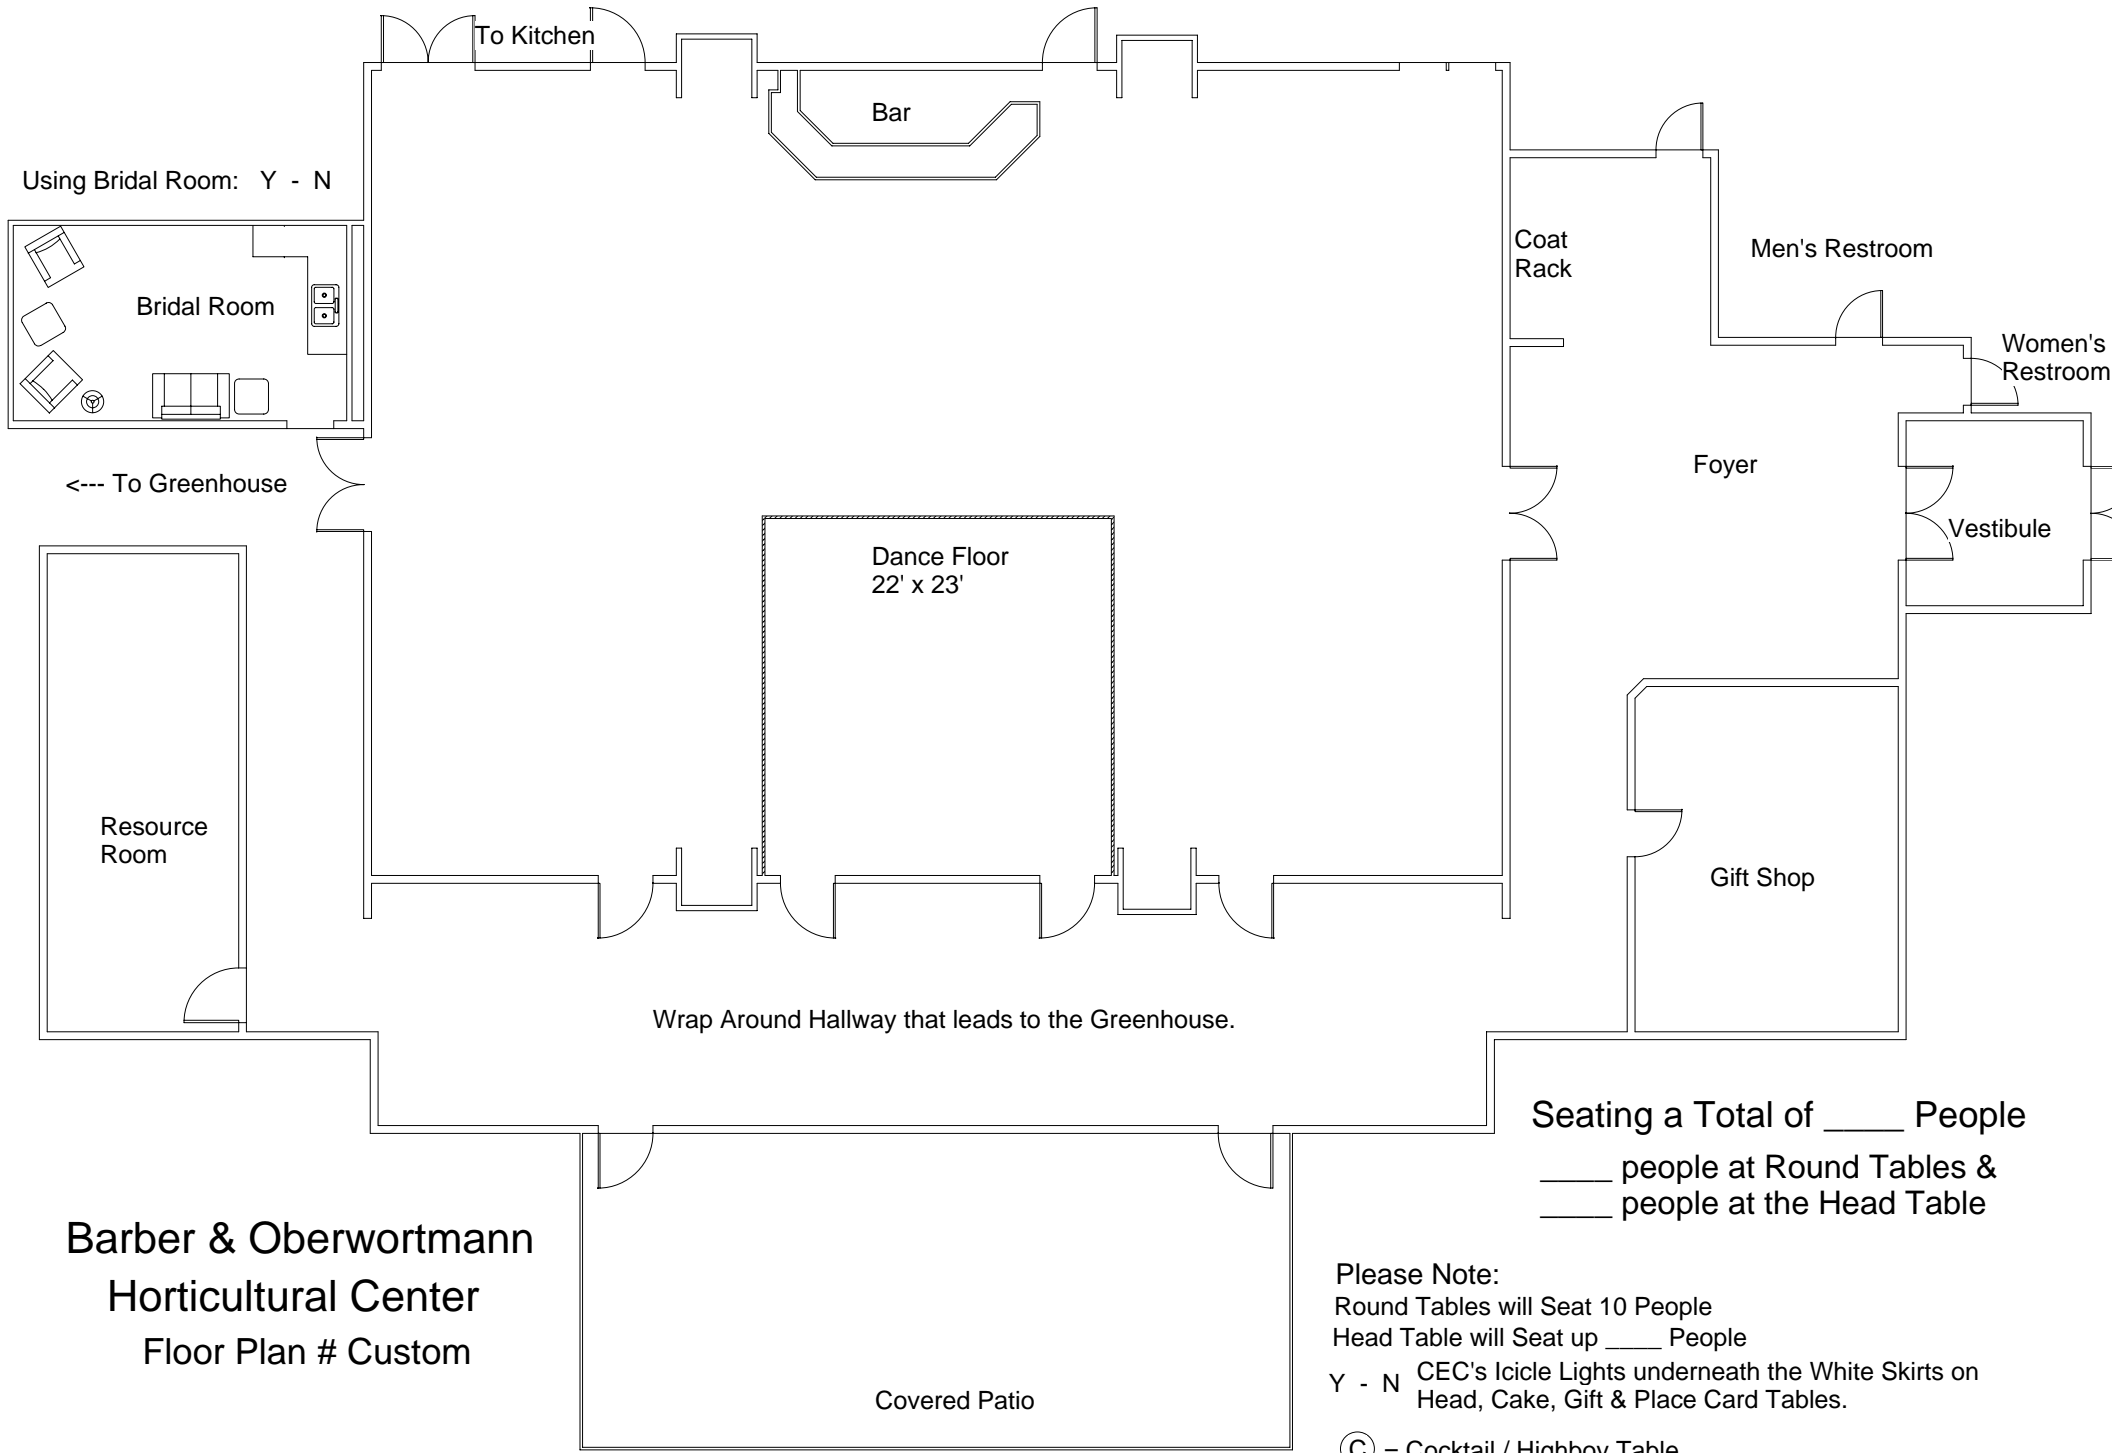 To Kitchen
Bar
Using Bridal Room: Y - N
Coat
Rack
Men's Restroom
Bridal Room
Women's
Restroom
Foyer
<--- To Greenhouse
Vestibule
Dance Floor
22' x 23'
Resource
Room
Gift Shop
Wrap Around Hallway that leads to the Greenhouse.
Seating a Total of ____ People
____ people at Round Tables &
____ people at the Head Table
Barber & Oberwortmann
Horticultural Center
Floor Plan # Custom
Please Note:
Round Tables will Seat 10 People
Head Table will Seat up ____ People
Y - N CEC's Icicle Lights underneath the White Skirts on
Head, Cake, Gift & Place Card Tables.
Covered Patio
C = Cocktail / Highboy Table